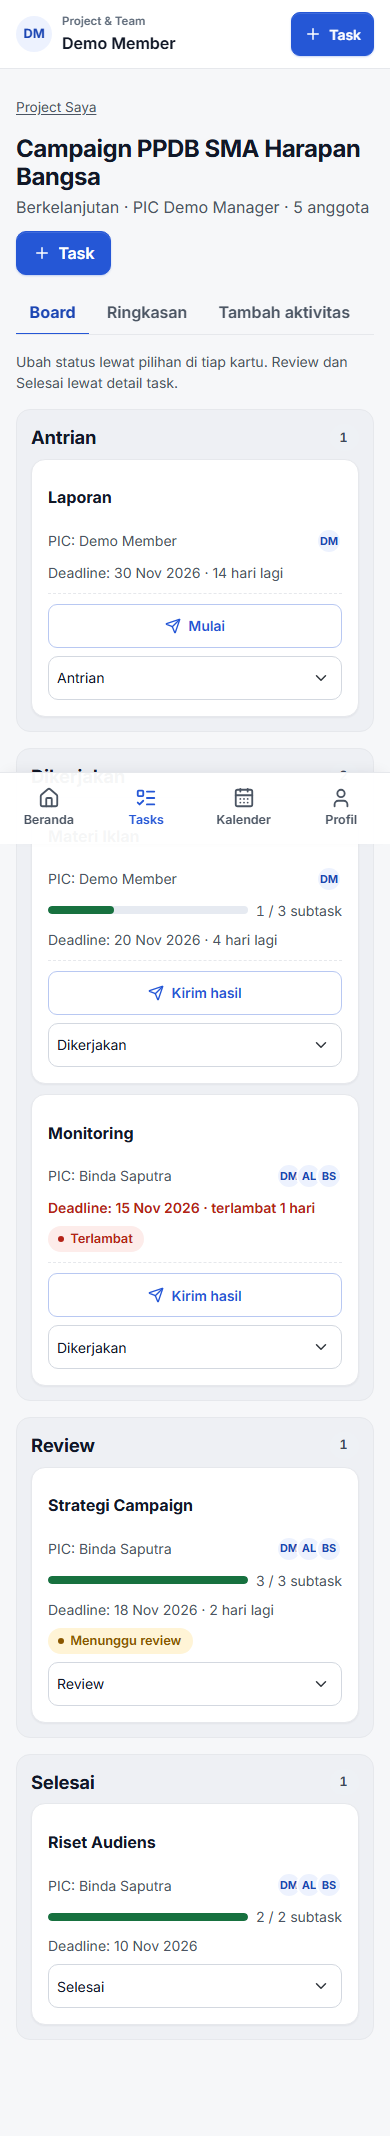 DM
Project & Team
Demo Member
+ Task
Project Saya
Campaign PPDB SMA Harapan
Bangsa
Berkelanjutan · PIC Demo Manager · 5 anggota
+ Task
Board
Ringkasan
Tambah aktivitas
Ubah status lewat pilihan di tiap kartu. Review dan
Selesai lewat detail task.
Antrian
1
Laporan
PIC: Demo Member
DM
Deadline: 30 Nov 2026 · 14 hari lagi
Mulai
Antrian
Dikerjakan
Beranda
Tasks
Kalender
Profil
Materi Iklan
PIC: Demo Member
DM
1 / 3 subtask
Deadline: 20 Nov 2026 · 4 hari lagi
Kirim hasil
Dikerjakan
Monitoring
PIC: Binda Saputra
DM AL BS
Deadline: 15 Nov 2026 · terlambat 1 hari
Terlambat
Kirim hasil
Dikerjakan
Review
1
Strategi Campaign
PIC: Binda Saputra
DM AL BS
3 / 3 subtask
Deadline: 18 Nov 2026 · 2 hari lagi
Menunggu review
Review
Selesai
1
Riset Audiens
PIC: Binda Saputra
DM AL BS
2 / 2 subtask
Deadline: 10 Nov 2026
Selesai